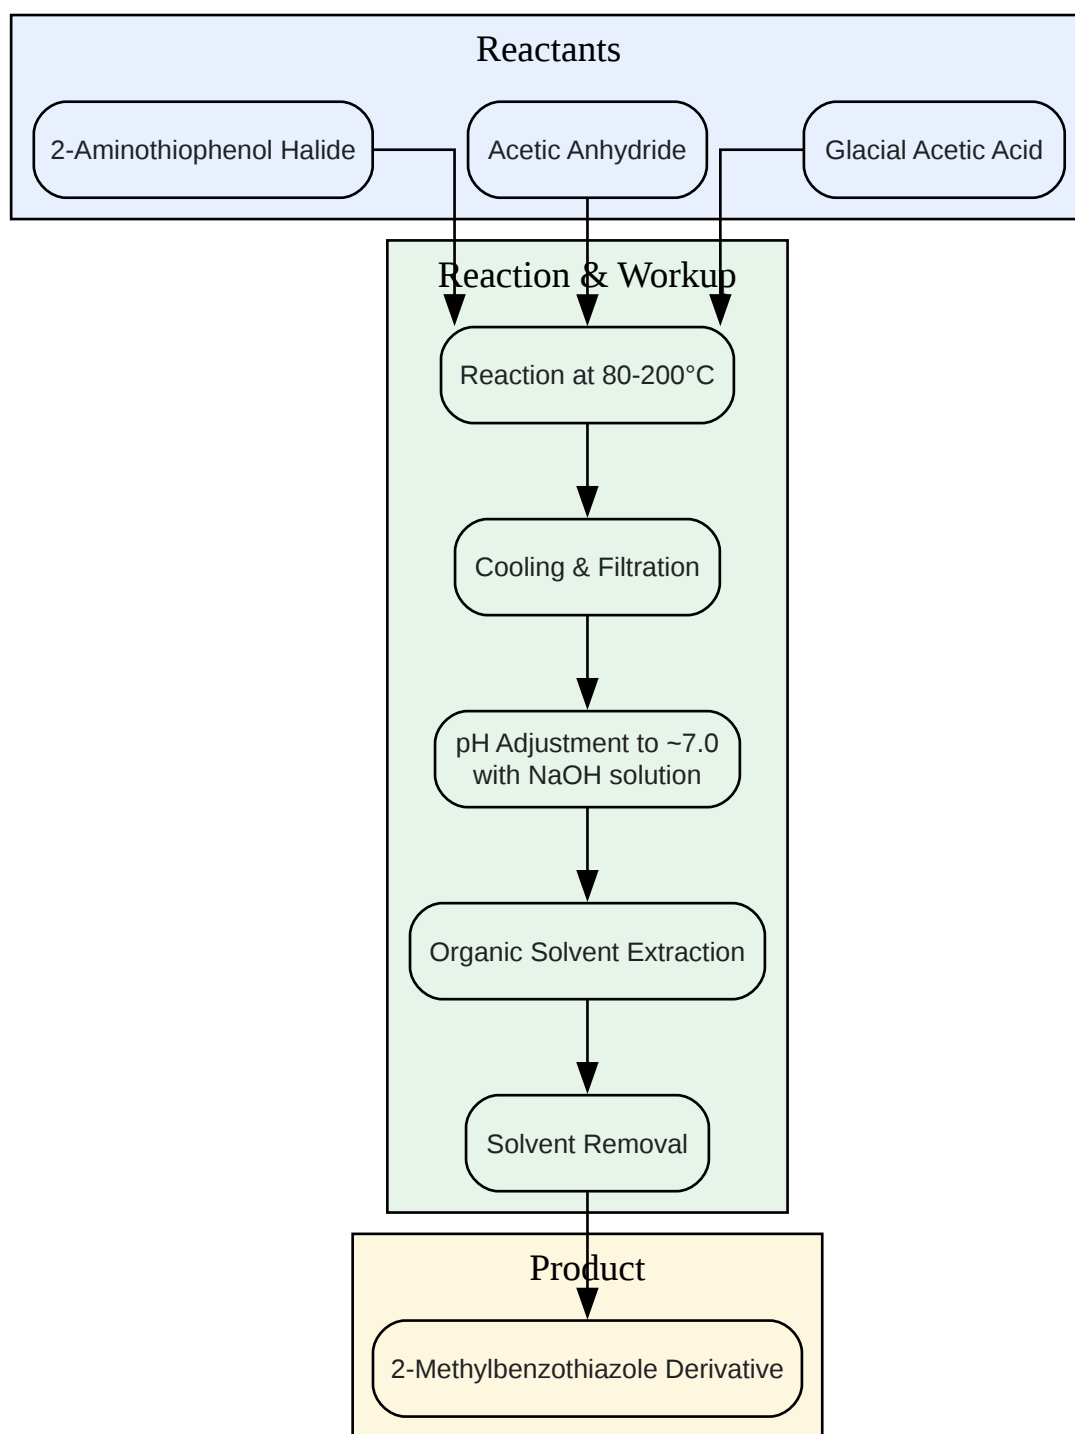 Reactants
2-Aminothiophenol Halide
Acetic Anhydride
Glacial Acetic Acid
Reaction & Workup
Reaction at 80-200°C
Cooling & Filtration
pH Adjustment to ~7.0
with NaOH solution
Organic Solvent Extraction
Solvent Removal
Product
2-Methylbenzothiazole Derivative